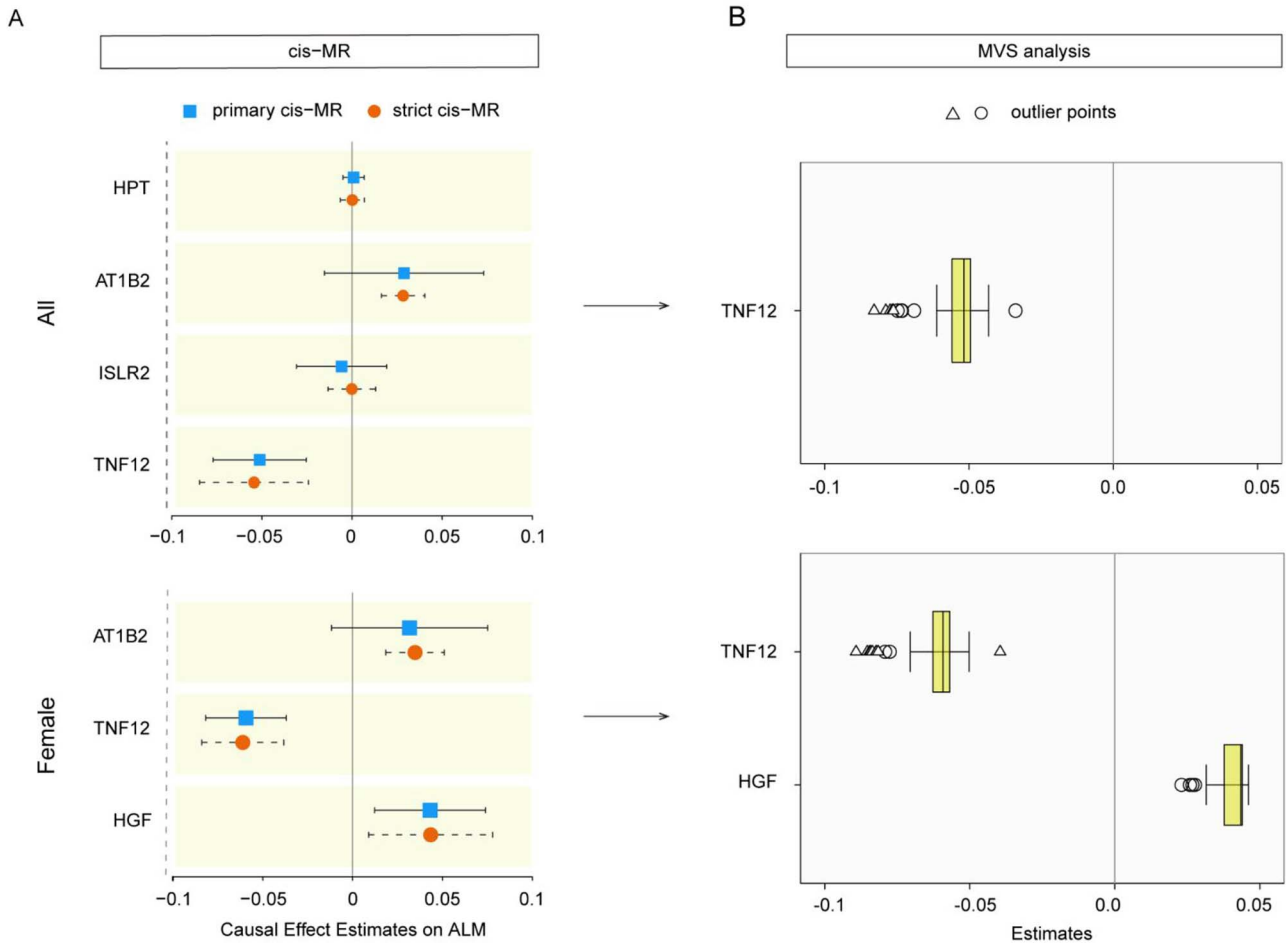 A
cis−MR
primary cis−MR
strict cis−MR
All
HPT
AT1B2
ISLR2
TNF12
−0.1
−0.05
0
0.05
0.1
Female
AT1B2
TNF12
HGF
−0.1
−0.05
0
0.05
0.1
Causal Effect Estimates on ALM
B
MVS analysis
outlier points
TNF12
-0.1
-0.05
0.0
0.05
TNF12
HGF
-0.1
-0.05
0.0
0.05
Estimates